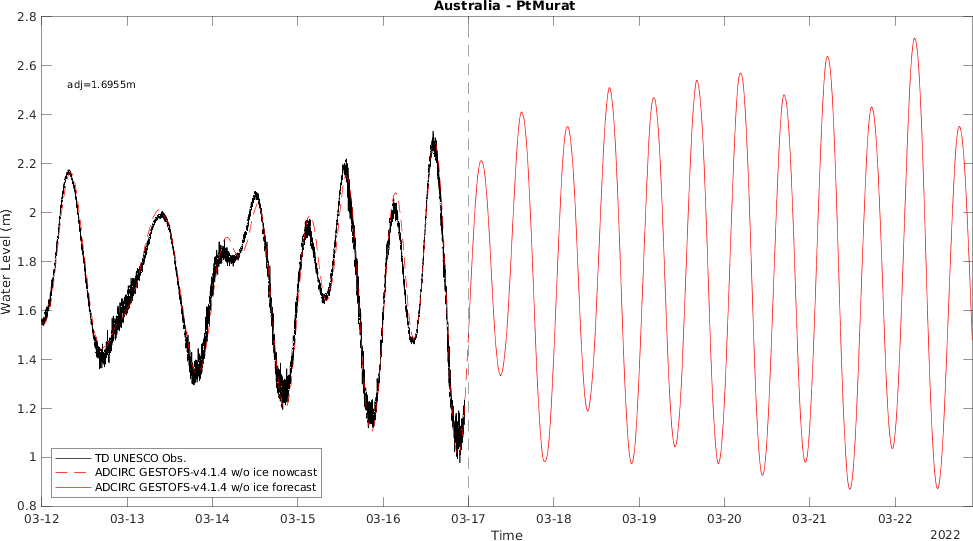 Australia - PtMurat
2.8
2.6
2.4
2.2
2
1.8
1.6
1.4
1.2
1
0.8
Water Level (m)
adj=1.6955m
TD UNESCO Obs.
ADCIRC GESTOFS-v4.1.4 w/o ice nowcast
ADCIRC GESTOFS-v4.1.4 w/o ice forecast
03-12 03-13 03-14 03-15 03-16 03-17 03-18 03-19 03-20 03-21 03-22
Time
2022